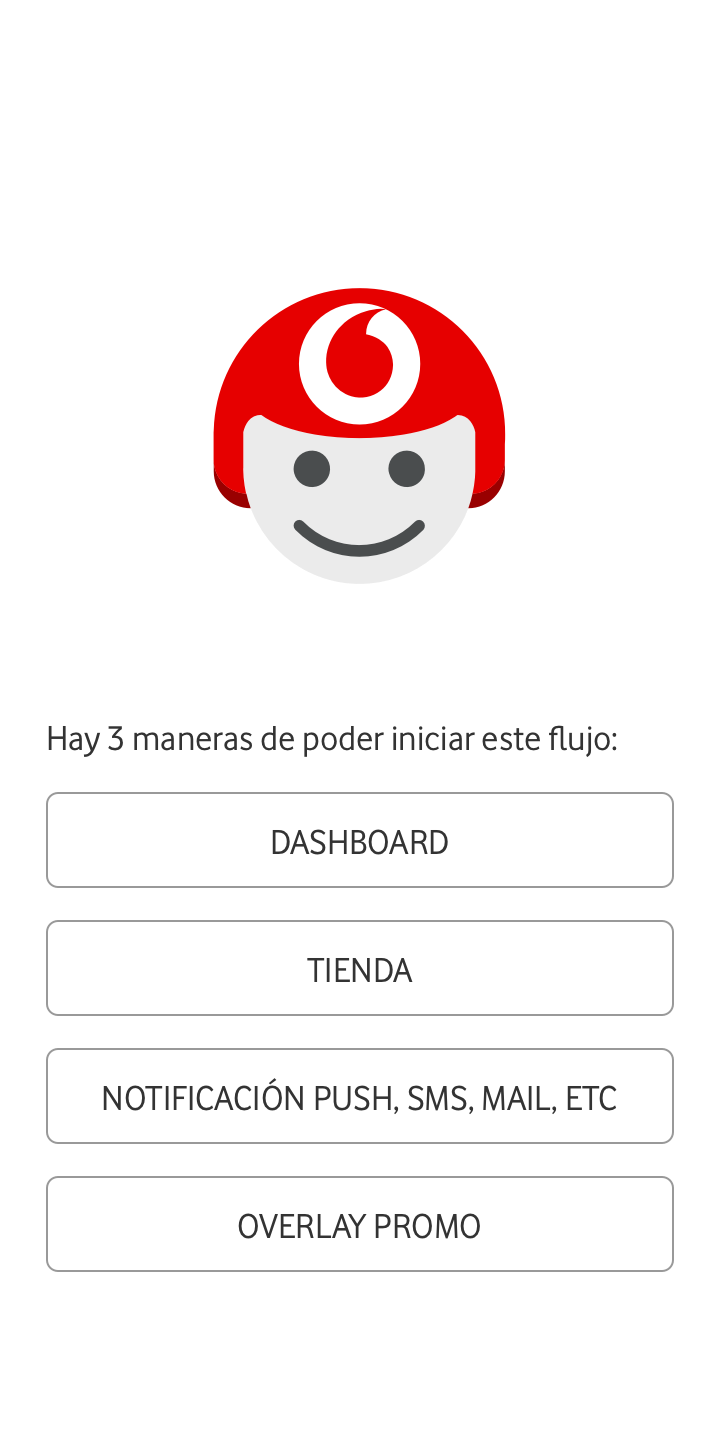 Hay 3 maneras de poder iniciar este flujo:
DASHBOARD
TIENDA
NOTIFICACIÓN PUSH, SMS, MAIL, ETC
OVERLAY PROMO